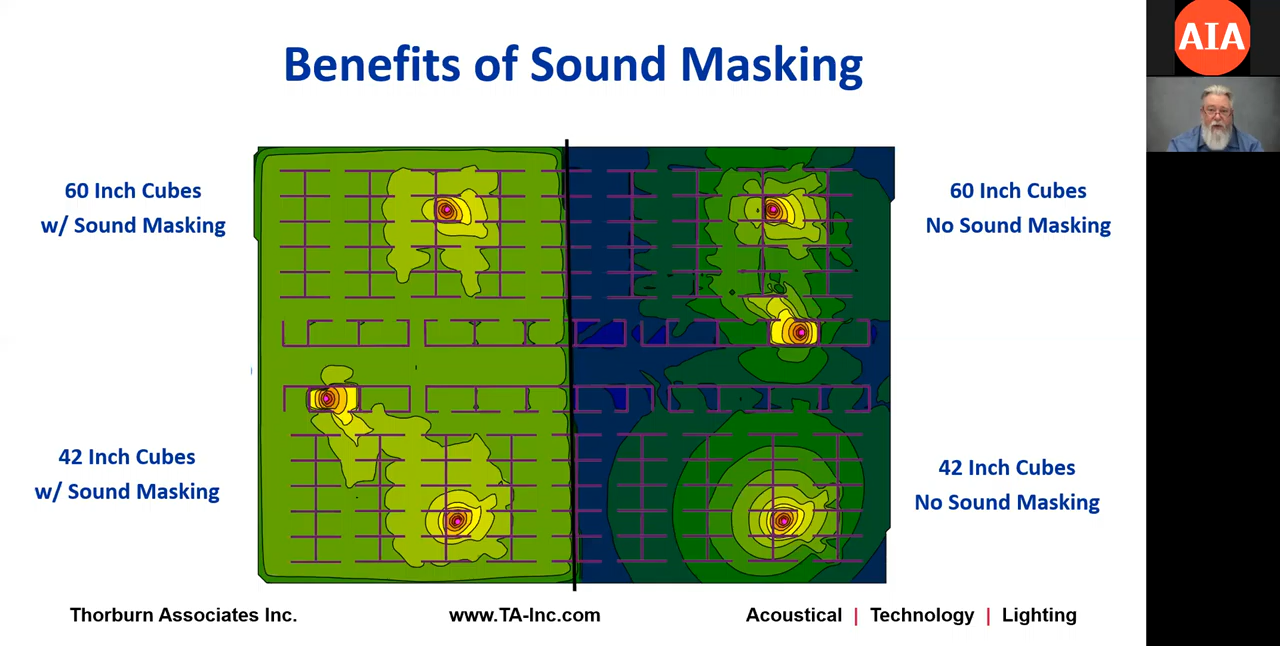 Benefits of Sound Masking
AIA
60 Inch Cubes
w/ Sound Masking
60 Inch Cubes
No Sound Masking
42 Inch Cubes
w/ Sound Masking
42 Inch Cubes
No Sound Masking
Thorburn Associates Inc.
www.TA-Inc.com
Acoustical | Technology | Lighting